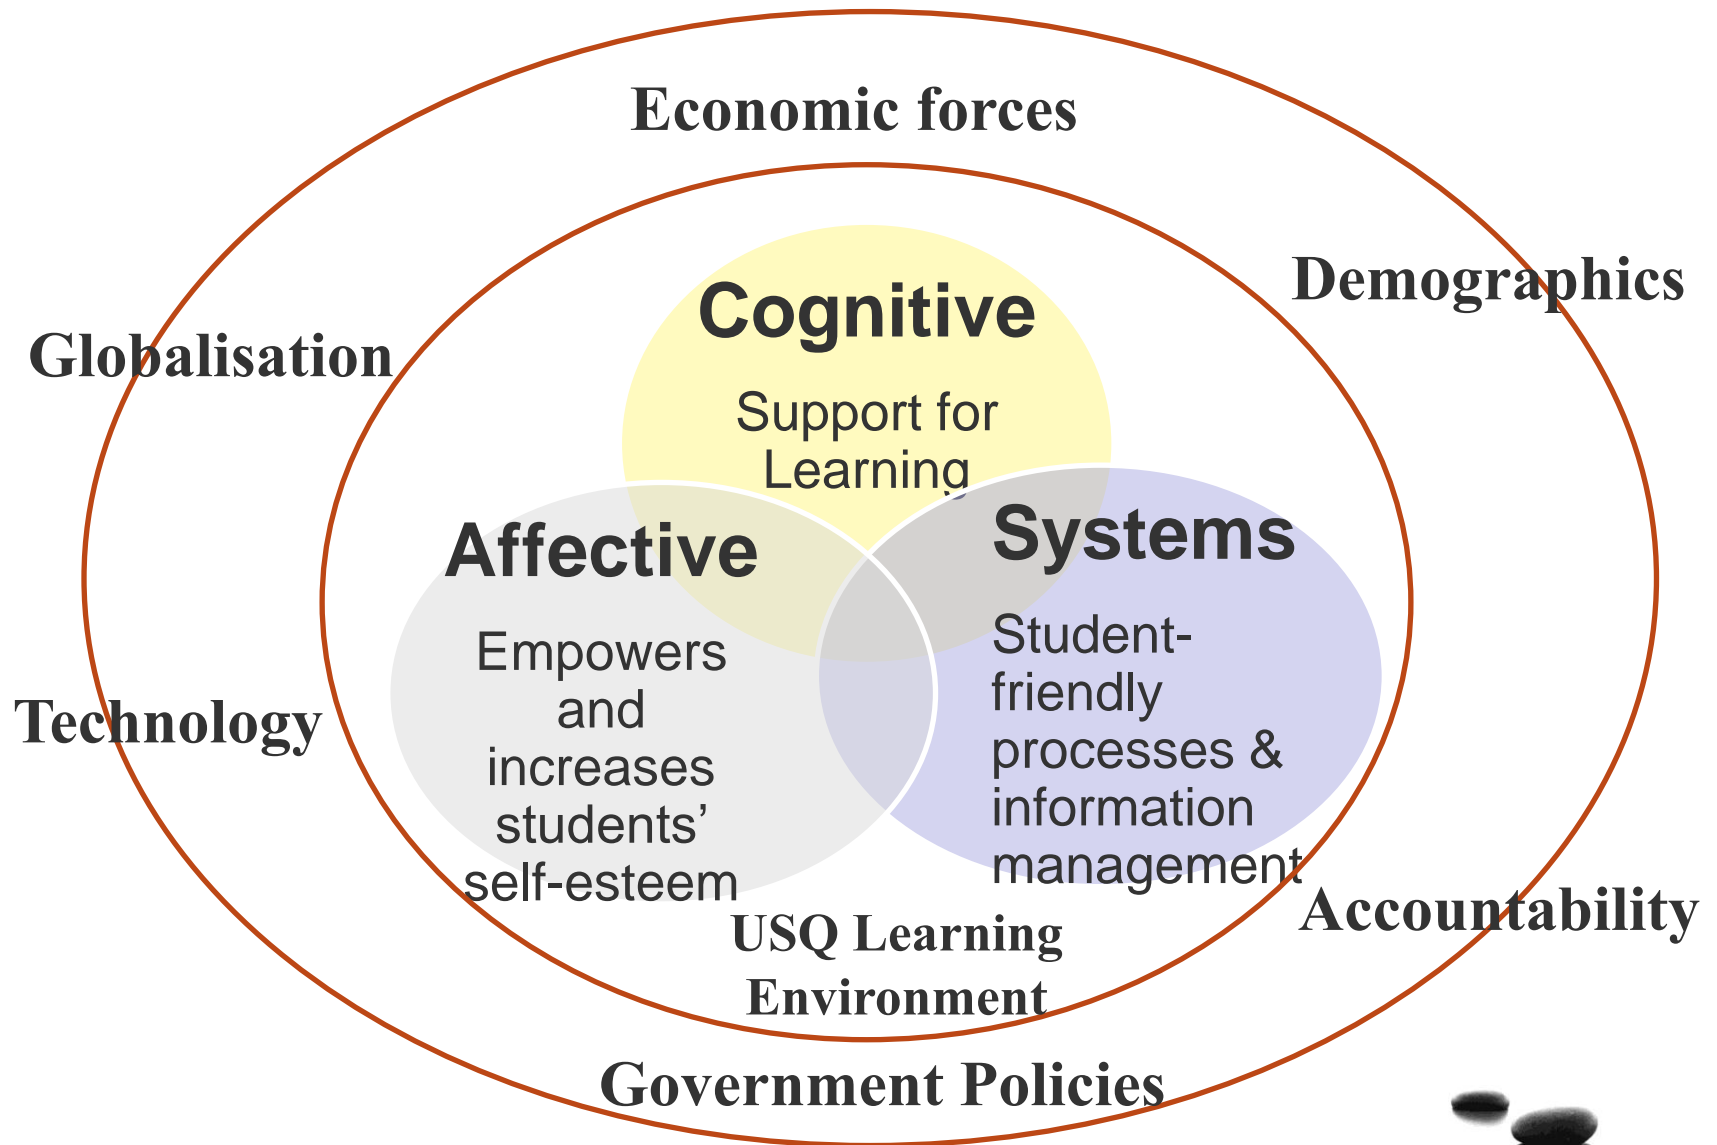 Economic forces
Demographics
Globalisation
Cognitive
Support for
Learning
Affective
Empowers
and
increases
students’
self-esteem
Systems
Student-
friendly
processes &
information
management
Technology
Accountability
USQ Learning
Environment
Government Policies